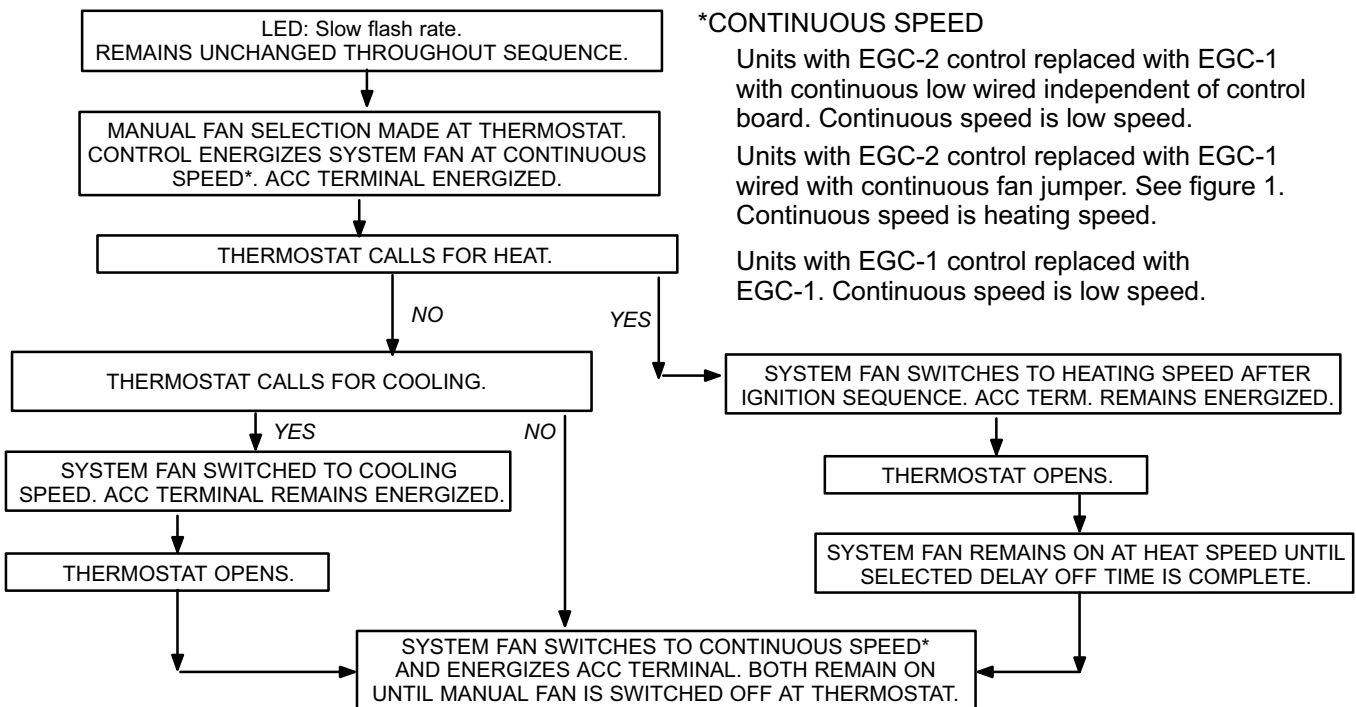 LED: Slow flash rate.
REMAINS UNCHANGED THROUGHOUT SEQUENCE.
MANUAL FAN SELECTION MADE AT THERMOSTAT.
CONTROL ENERGIZES SYSTEM FAN AT CONTINUOUS
SPEED*. ACC TERMINAL ENERGIZED.
THERMOSTAT CALLS FOR HEAT.
NO
YES
THERMOSTAT CALLS FOR COOLING.
YES
NO
SYSTEM FAN SWITCHED TO COOLING
SPEED. ACC TERMINAL REMAINS ENERGIZED.
THERMOSTAT OPENS.
SYSTEM FAN SWITCHES TO HEATING SPEED AFTER
IGNITION SEQUENCE. ACC TERM. REMAINS ENERGIZED.
THERMOSTAT OPENS.
SYSTEM FAN REMAINS ON AT HEAT SPEED UNTIL
SELECTED DELAY OFF TIME IS COMPLETE.
SYSTEM FAN SWITCHES TO CONTINUOUS SPEED*
AND ENERGIZES ACC TERMINAL. BOTH REMAIN ON
UNTIL MANUAL FAN IS SWITCHED OFF AT THERMOSTAT.
*CONTINUOUS SPEED
Units with EGC-2 control replaced with EGC-1
with continuous low wired independent of control
board. Continuous speed is low speed.
Units with EGC-2 control replaced with EGC-1
wired with continuous fan jumper. See figure 1.
Continuous speed is heating speed.
Units with EGC-1 control replaced with
EGC-1. Continuous speed is low speed.